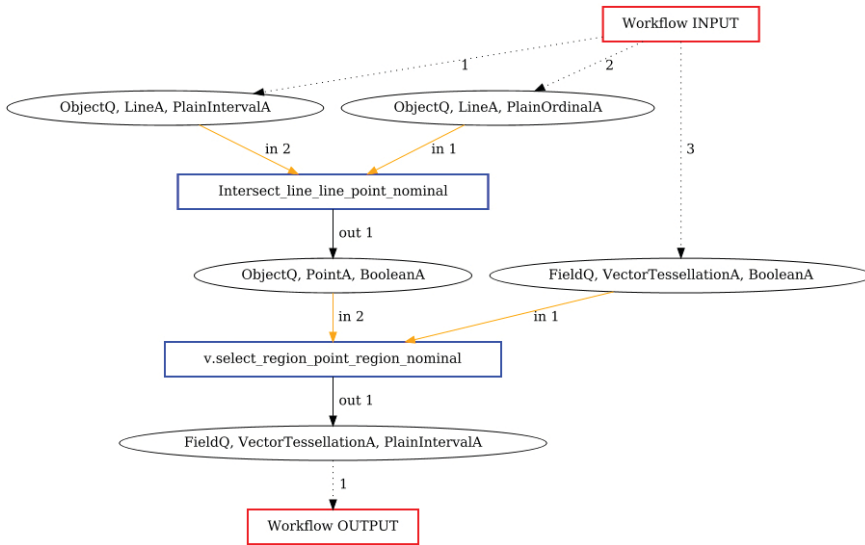 Workflow INPUT
1
2
ObjectQ, LineA, PlainIntervalA
ObjectQ, LineA, PlainOrdinalA
in 2
in 1
3
Intersect_line_line_point_nominal
out 1
ObjectQ, PointA, BooleanA
FieldQ, VectorTessellationA, BooleanA
in 2
in 1
v.select_region_point_region_nominal
out 1
FieldQ, VectorTessellationA, PlainIntervalA
1
Workflow OUTPUT